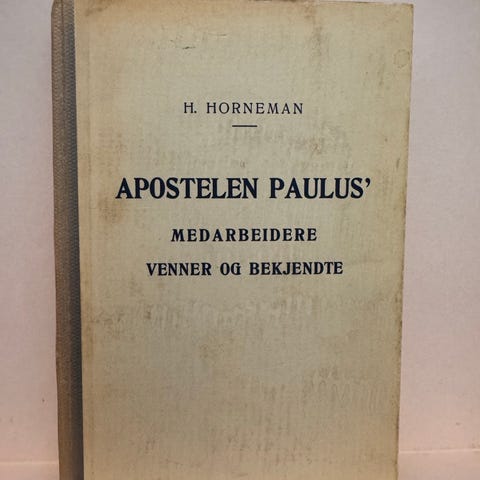 H. HORNEMAN
APOSTELEN PAULUS'
MEDARBEIDERE
VENNER OG BEKJENDTE